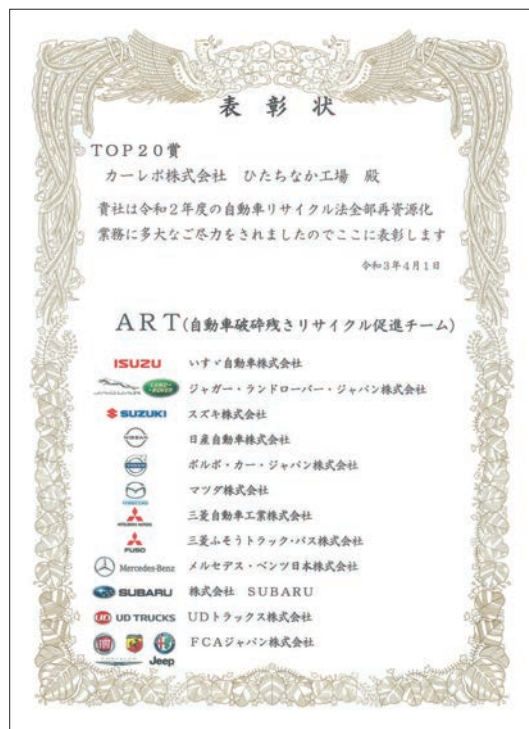 表彰状
TOP20賞
カーレポ株式会社 ひたちなか工場 殿
貴社は令和2年度の自動車リサイクル法全部再資源化
業務に多大なご尽力をされましたのでここに表彰します
令和3年4月1日
ART(自動車破砕残さリサイクル促進チーム)
ISUZU いすゞ自動車株式会社
JAGUAR LAND ROVER ジャガー・ランドローバー・ジャパン株式会社
SUZUKI スズキ株式会社
NISSAN 日産自動車株式会社
VOLVO ボルボ・カー・ジャパン株式会社
マツダ株式会社
MITSUBISHI MOTORS 三菱自動車工業株式会社
FUSO 三菱ふそうトラック・バス株式会社
Mercedes-Benz メルセデス・ベンツ日本株式会社
SUBARU 株式会社 SUBARU
UD UD TRUCKS UDトラックス株式会社
FIAT FCAジャパン株式会社
Jeep